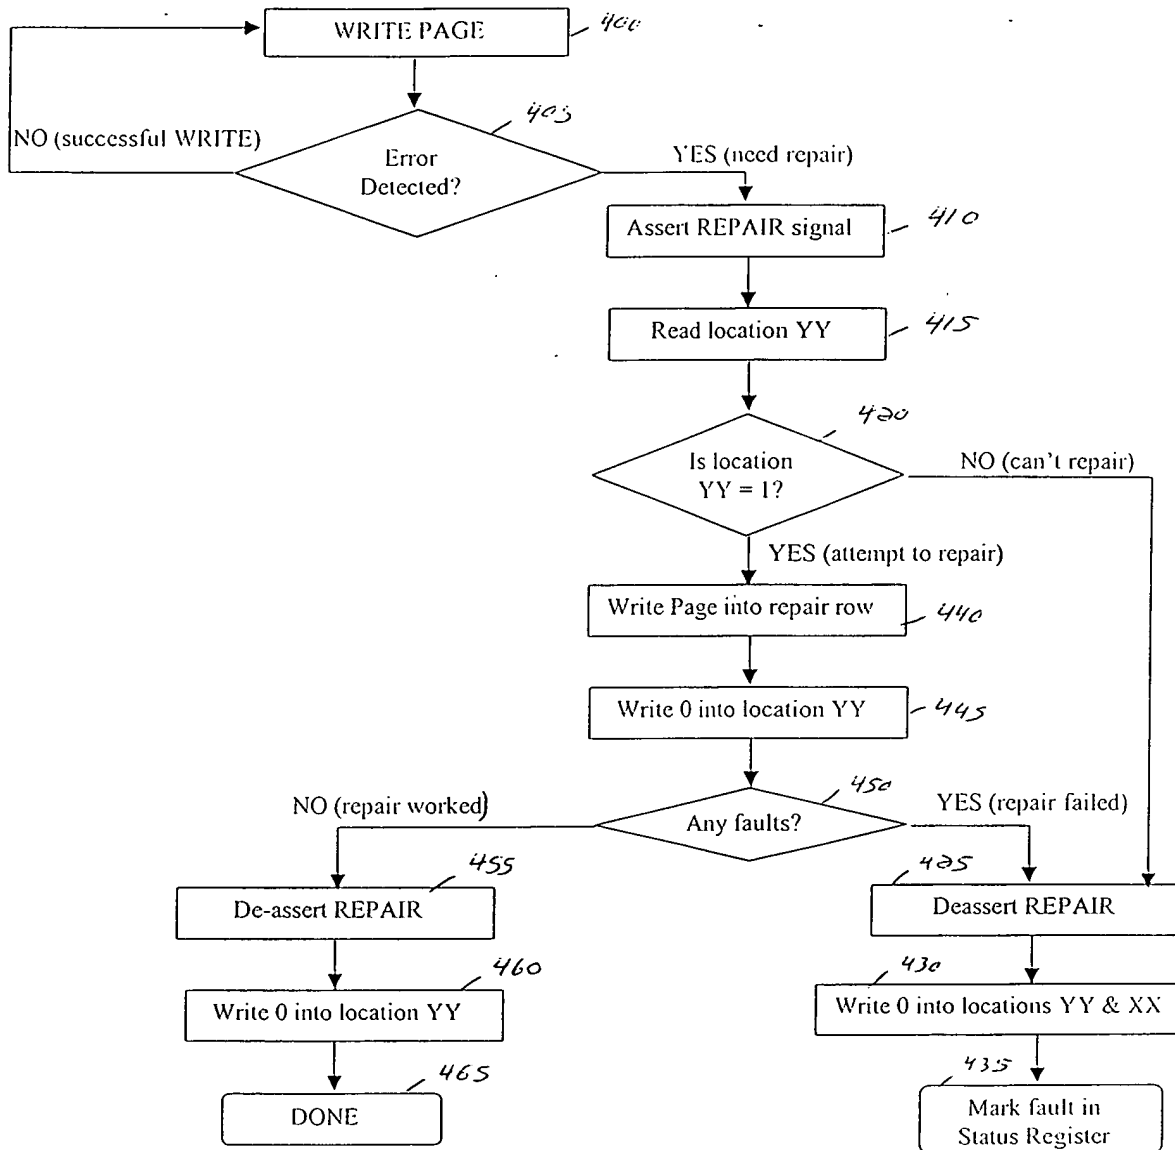 WRITE PAGE
400
405
NO (successful WRITE)
Error
Detected?
YES (need repair)
Assert REPAIR signal
410
Read location YY
415
420
Is location
YY = 1?
NO (can't repair)
YES (attempt to repair)
Write Page into repair row
440
Write 0 into location YY
445
450
NO (repair worked)
Any faults?
YES (repair failed)
455
425
De-assert REPAIR
Deassert REPAIR
460
430
Write 0 into location YY
Write 0 into locations YY & XX
465
435
DONE
Mark fault in
Status Register